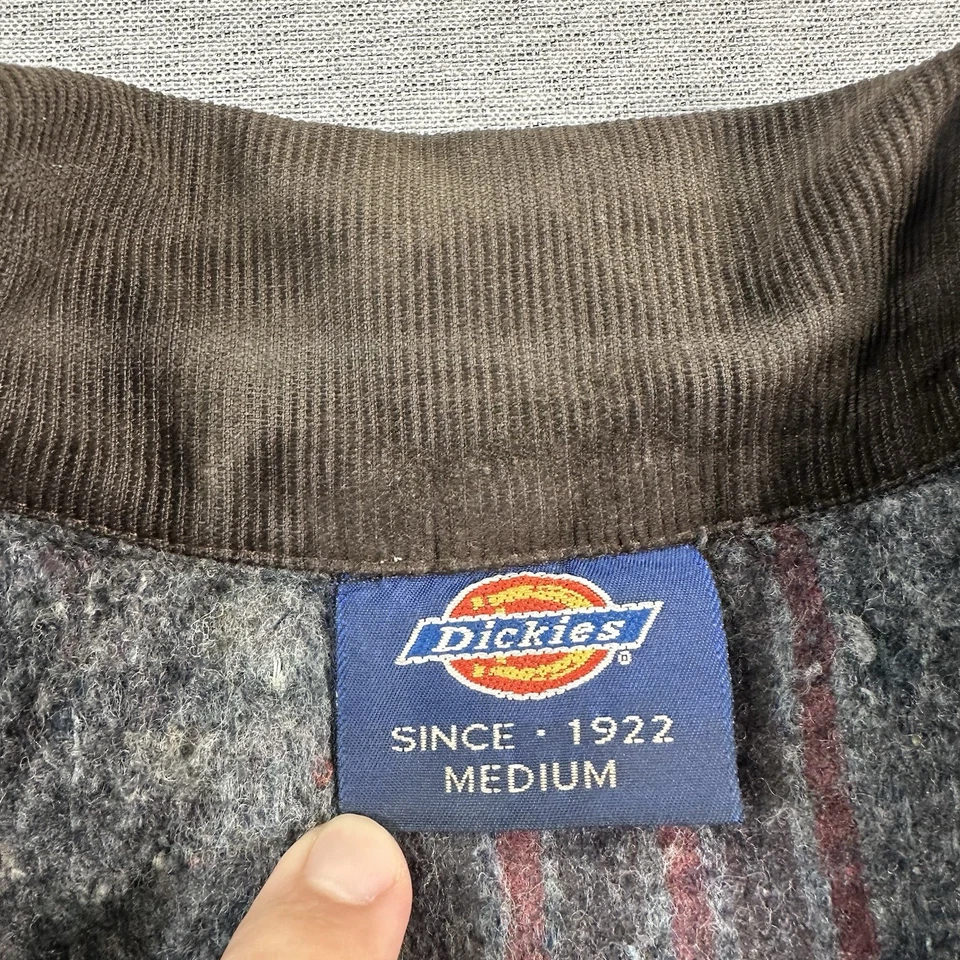 Dickies
SINCE · 1922
MEDIUM